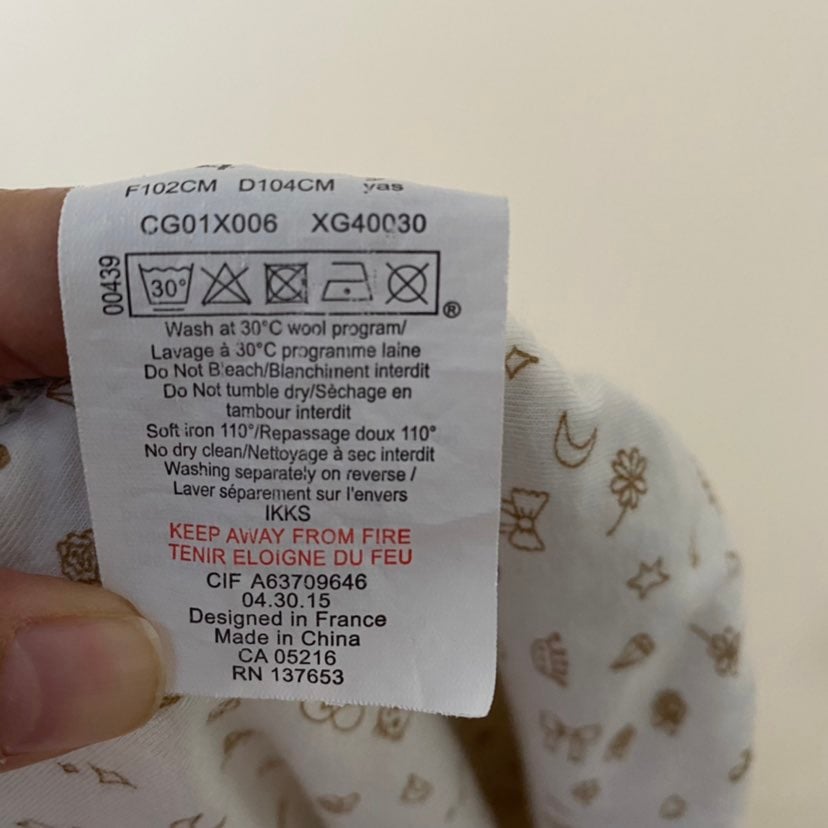 F102CM D104CM yas
CG01X006 XG40030
00439
30°
®
Wash at 30°C wool program/
Lavage à 30°C programme laine
Do Not Bleach/Blanchiment interdit
Do Not tumble dry/Sèchage en
tambour interdit
Soft iron 110°/Repassage doux 110°
No dry clean/Nettoyage à sec interdit
Washing separately on reverse /
Laver séparement sur l'envers
IKKS
KEEP AWAY FROM FIRE
TENIR ELOIGNE DU FEU
CIF A63709646
04.30.15
Designed in France
Made in China
CA 05216
RN 137653